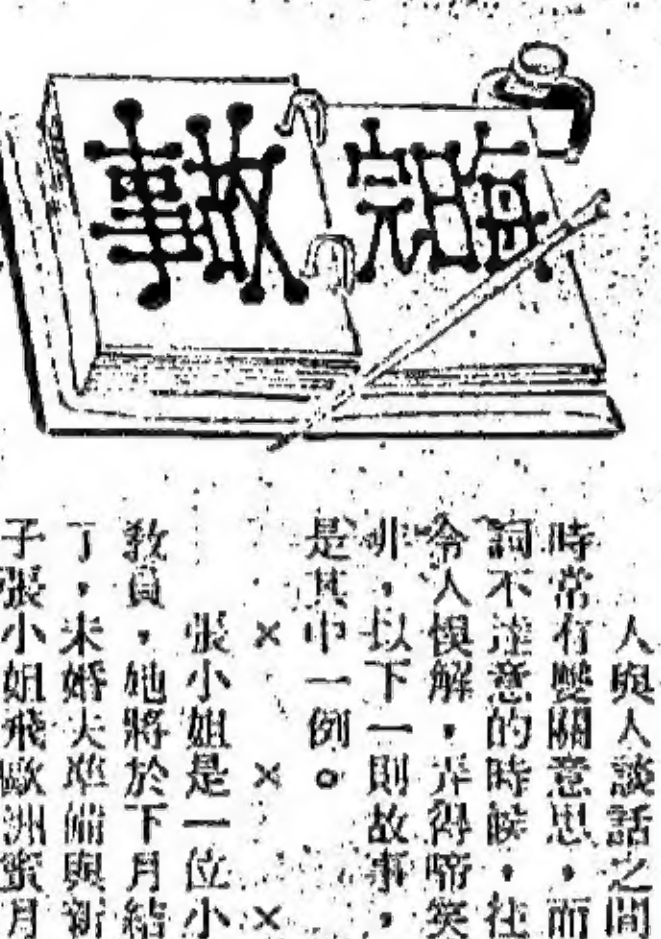 每日完故事
人與人談話之間
時常有雙關意思，而
詞不達意的時候，往
令人悞解，弄得啼笑
非，以下一則故事，
是其中一例。
× × ×
張小姐是一位小
教員，她將於下月結
了，未婚夫準備與新
子張小姐飛歐洲蜜月